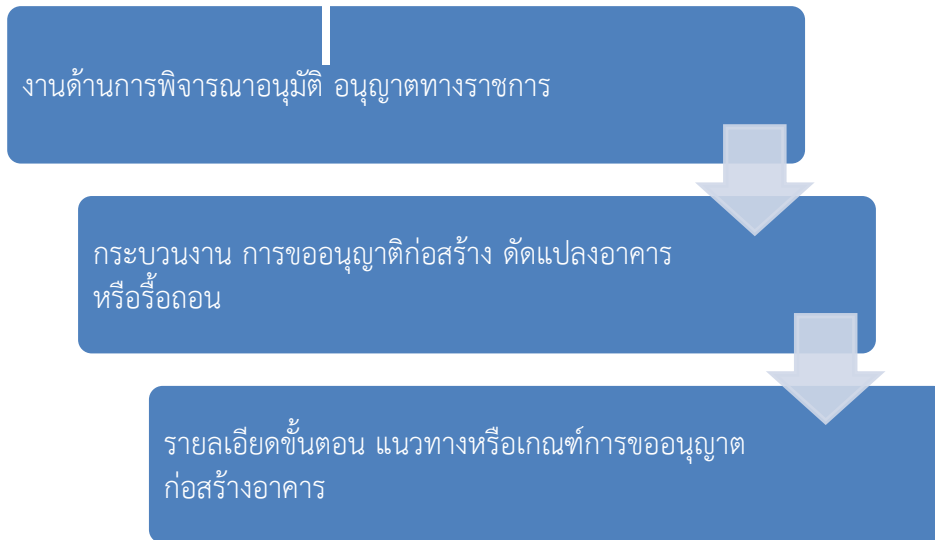 งานด้านการพิจารณาอนุมัติ อนุญาตทางราชการ
กระบวนงาน การขออนุญาติก่อสร้าง ดัดแปลงอาคาร
หรือรื้อถอน
รายลเอียดขั้นตอน แนวทางหรือเกณฑ์การขออนุญาต
ก่อสร้างอาคาร